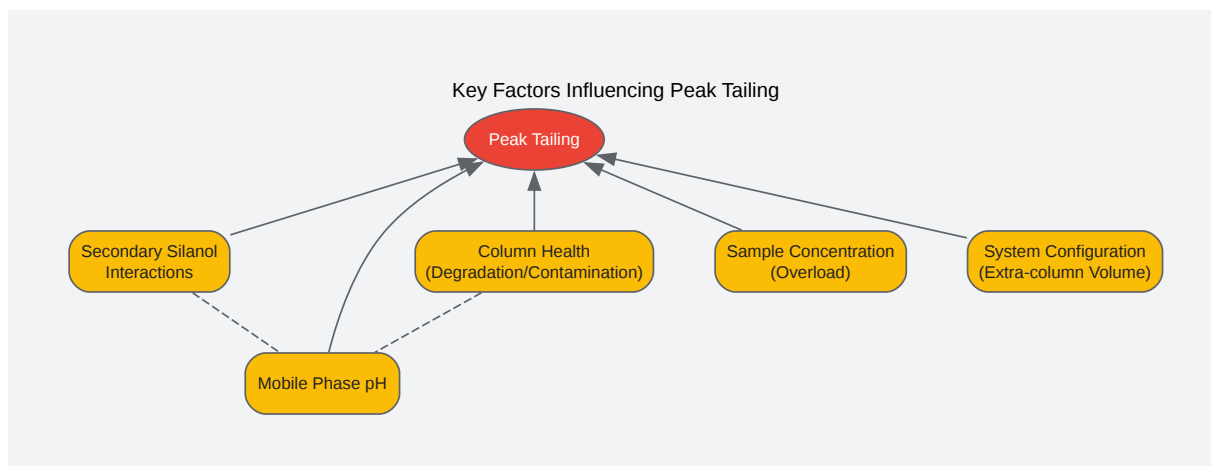 Key Factors Influencing Peak Tailing
Peak Tailing
Secondary Silanol
Interactions
Column Health
(Degradation/Contamination)
Sample Concentration
(Overload)
System Configuration
(Extra-column Volume)
Mobile Phase pH